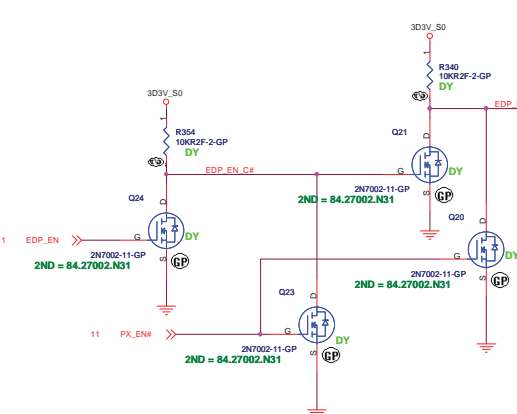 3D3V_S0
1
R340
10KR2F-2-GP
DY
EDP_
3D3V_S0
1
R354
10KR2F-2-GP
DY
Q21
D
G
S
DY
EDP_EN_C#
2N7002-11-GP
GP
2ND = 84.27002.N31
Q24
D
G
S
DY
1 EDP_EN
2N7002-11-GP
GP
2ND = 84.27002.N31
Q20
D
G
S
DY
2N7002-11-GP
GP
2ND = 84.27002.N31
Q23
D
G
S
DY
11 PX_EN#
2N7002-11-GP
GP
2ND = 84.27002.N31